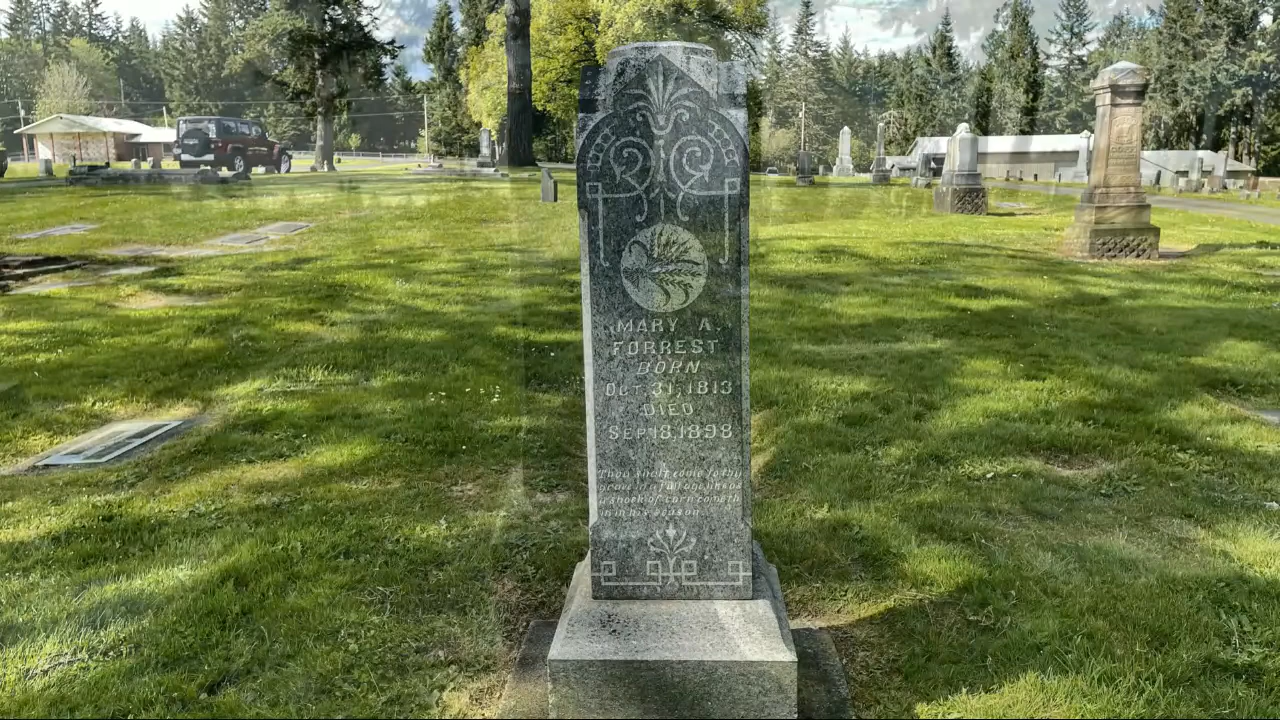 MARY A.
FORREST
BORN
OCT. 31, 1813
DIED
SEP. 18, 1898
Thou shalt come to thy
grave in a full age, like as
a shock of corn cometh
in in his season.